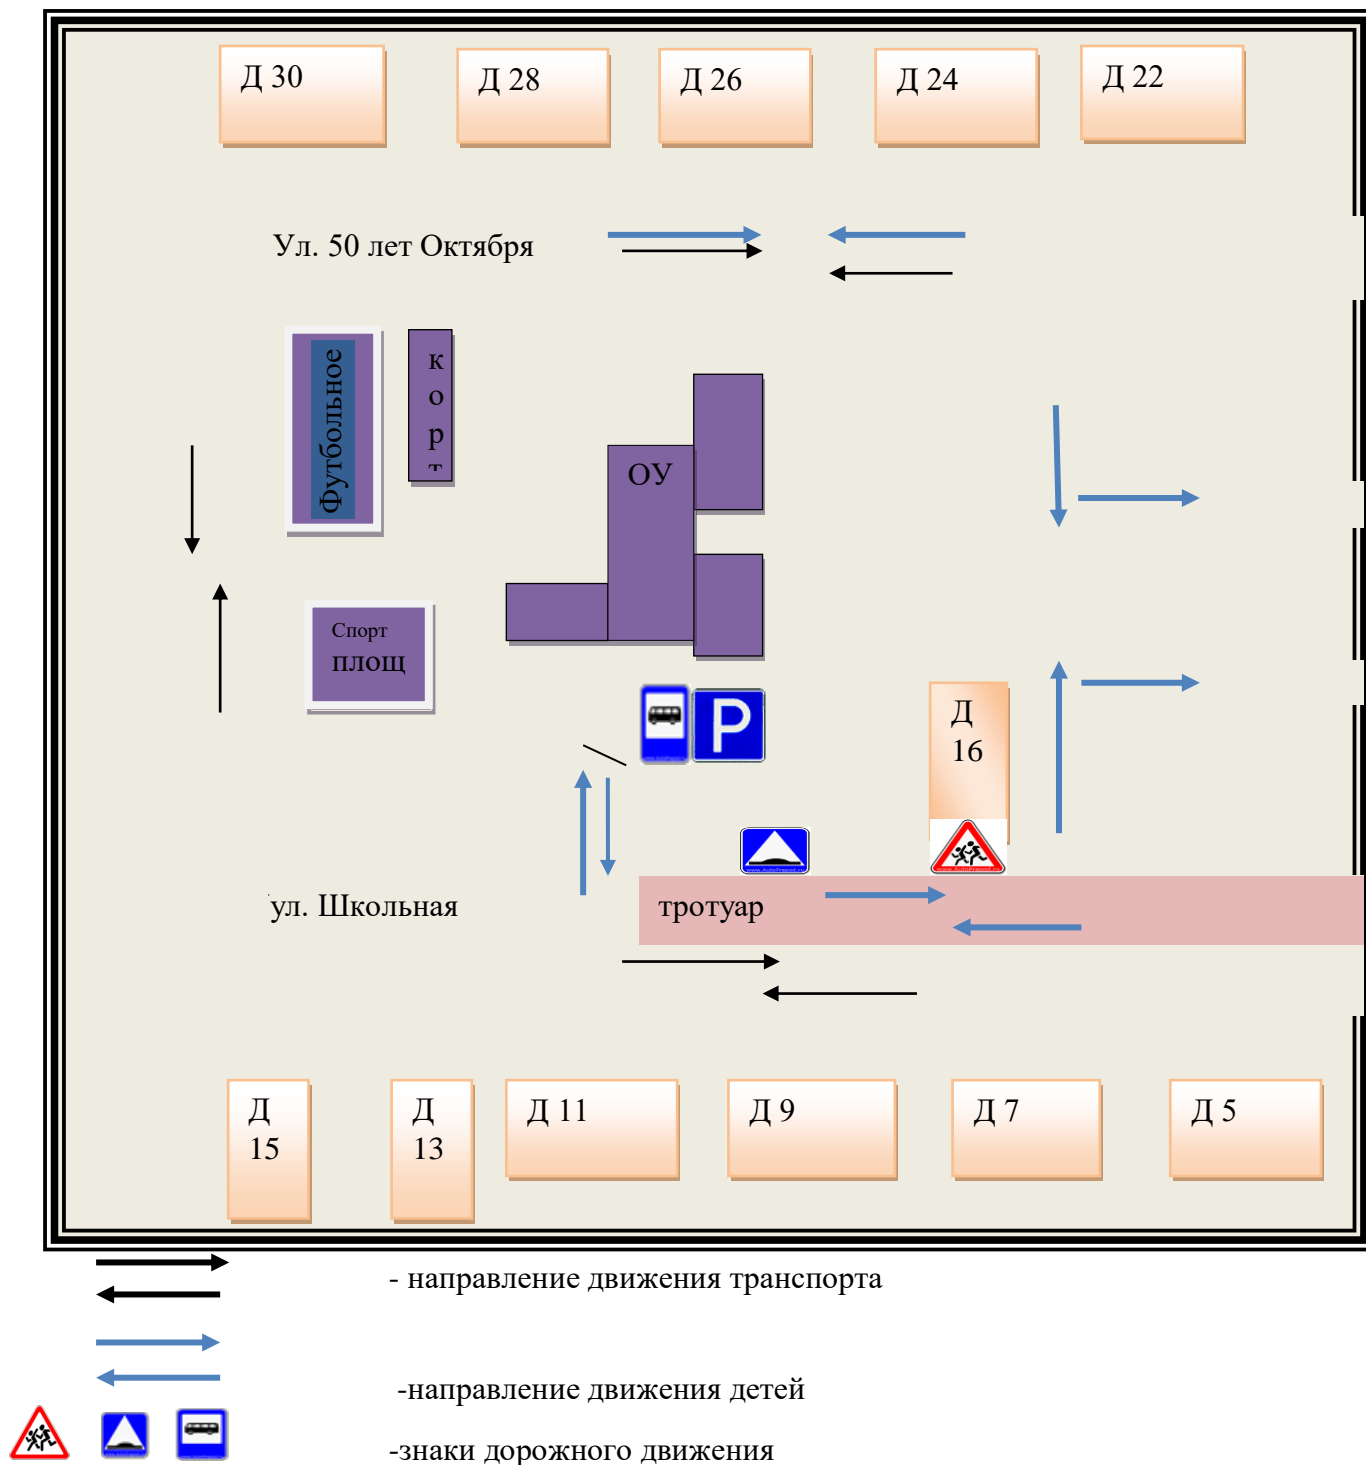 Д 30
Д 28
Д 26
Д 24
Д 22
Ул. 50 лет Октября
Футбольное
к
о
р
т
ОУ
Спорт
площ
P
Д
16
ул. Школьная
тротуар
Д
15
Д
13
Д 11
Д 9
Д 7
Д 5
- направление движения транспорта
-направление движения детей
-знаки дорожного движения